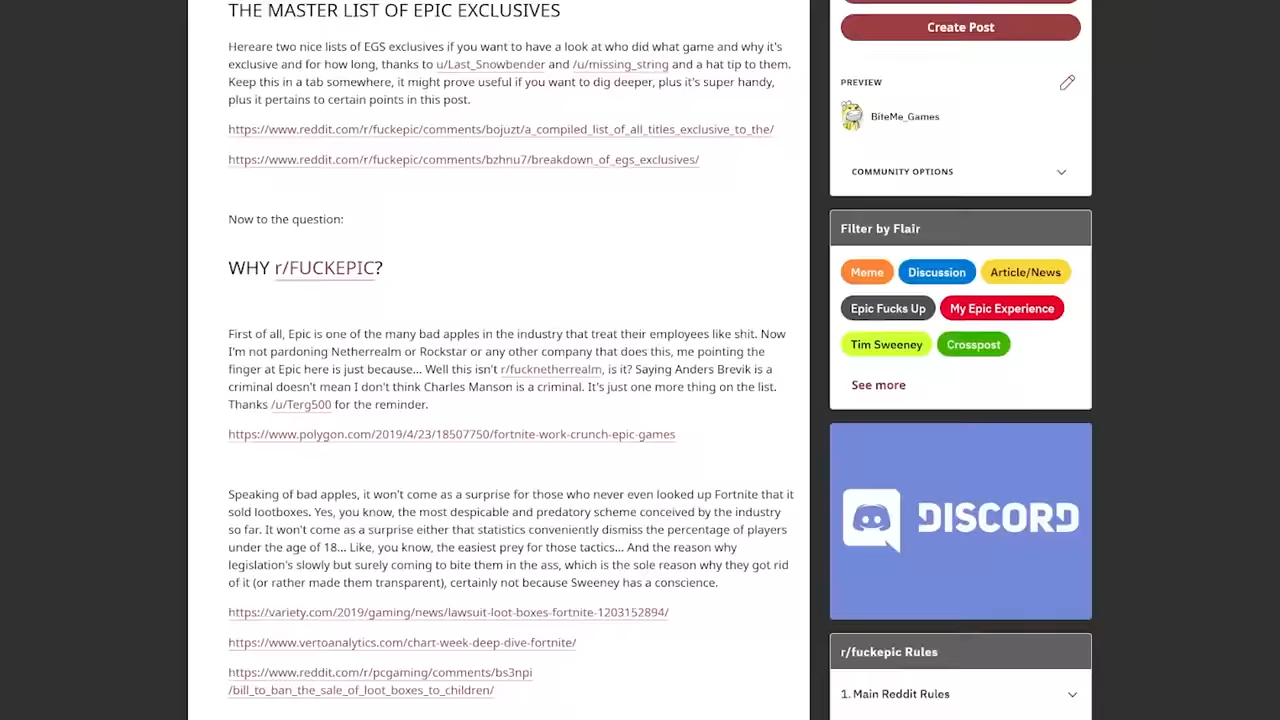 THE MASTER LIST OF EPIC EXCLUSIVES
Hereare two nice lists of EGS exclusives if you want to have a look at who did what game and why it's
exclusive and for how long, thanks to u/Last_Snowbender and /u/missing_string and a hat tip to them.
Keep this in a tab somewhere, it might prove useful if you want to dig deeper, plus it's super handy,
plus it pertains to certain points in this post.
https://www.reddit.com/r/fuckepic/comments/bojuzt/a_compiled_list_of_all_titles_exclusive_to_the/
https://www.reddit.com/r/fuckepic/comments/bzhnu7/breakdown_of_egs_exclusives/
Now to the question:
WHY r/FUCKEPIC?
First of all, Epic is one of the many bad apples in the industry that treat their employees like shit. Now
I'm not pardoning Netherrealm or Rockstar or any other company that does this, me pointing the
finger at Epic here is just because... Well this isn't r/fucknetherrealm, is it? Saying Anders Brevik is a
criminal doesn't mean I don't think Charles Manson is a criminal. It's just one more thing on the list.
Thanks /u/Terg500 for the reminder.
https://www.polygon.com/2019/4/23/18507750/fortnite-work-crunch-epic-games
Speaking of bad apples, it won't come as a surprise for those who never even looked up Fortnite that it
sold lootboxes. Yes, you know, the most despicable and predatory scheme conceived by the industry
so far. It won't come as a surprise either that statistics conveniently dismiss the percentage of players
under the age of 18... Like, you know, the easiest prey for those tactics... And the reason why
legislation's slowly but surely coming to bite them in the ass, which is the sole reason why they got rid
of it (or rather made them transparent), certainly not because Sweeney has a conscience.
https://variety.com/2019/gaming/news/lawsuit-loot-boxes-fortnite-1203152894/
https://www.vertoanalytics.com/chart-week-deep-dive-fortnite/
https://www.reddit.com/r/pcgaming/comments/bs3npi
/bill_to_ban_the_sale_of_loot_boxes_to_children/
Create Post
PREVIEW
BiteMe_Games
COMMUNITY OPTIONS
Filter by Flair
Meme Discussion Article/News
Epic Fucks Up My Epic Experience
Tim Sweeney Crosspost
See more
DISCORD
r/fuckepic Rules
1. Main Reddit Rules